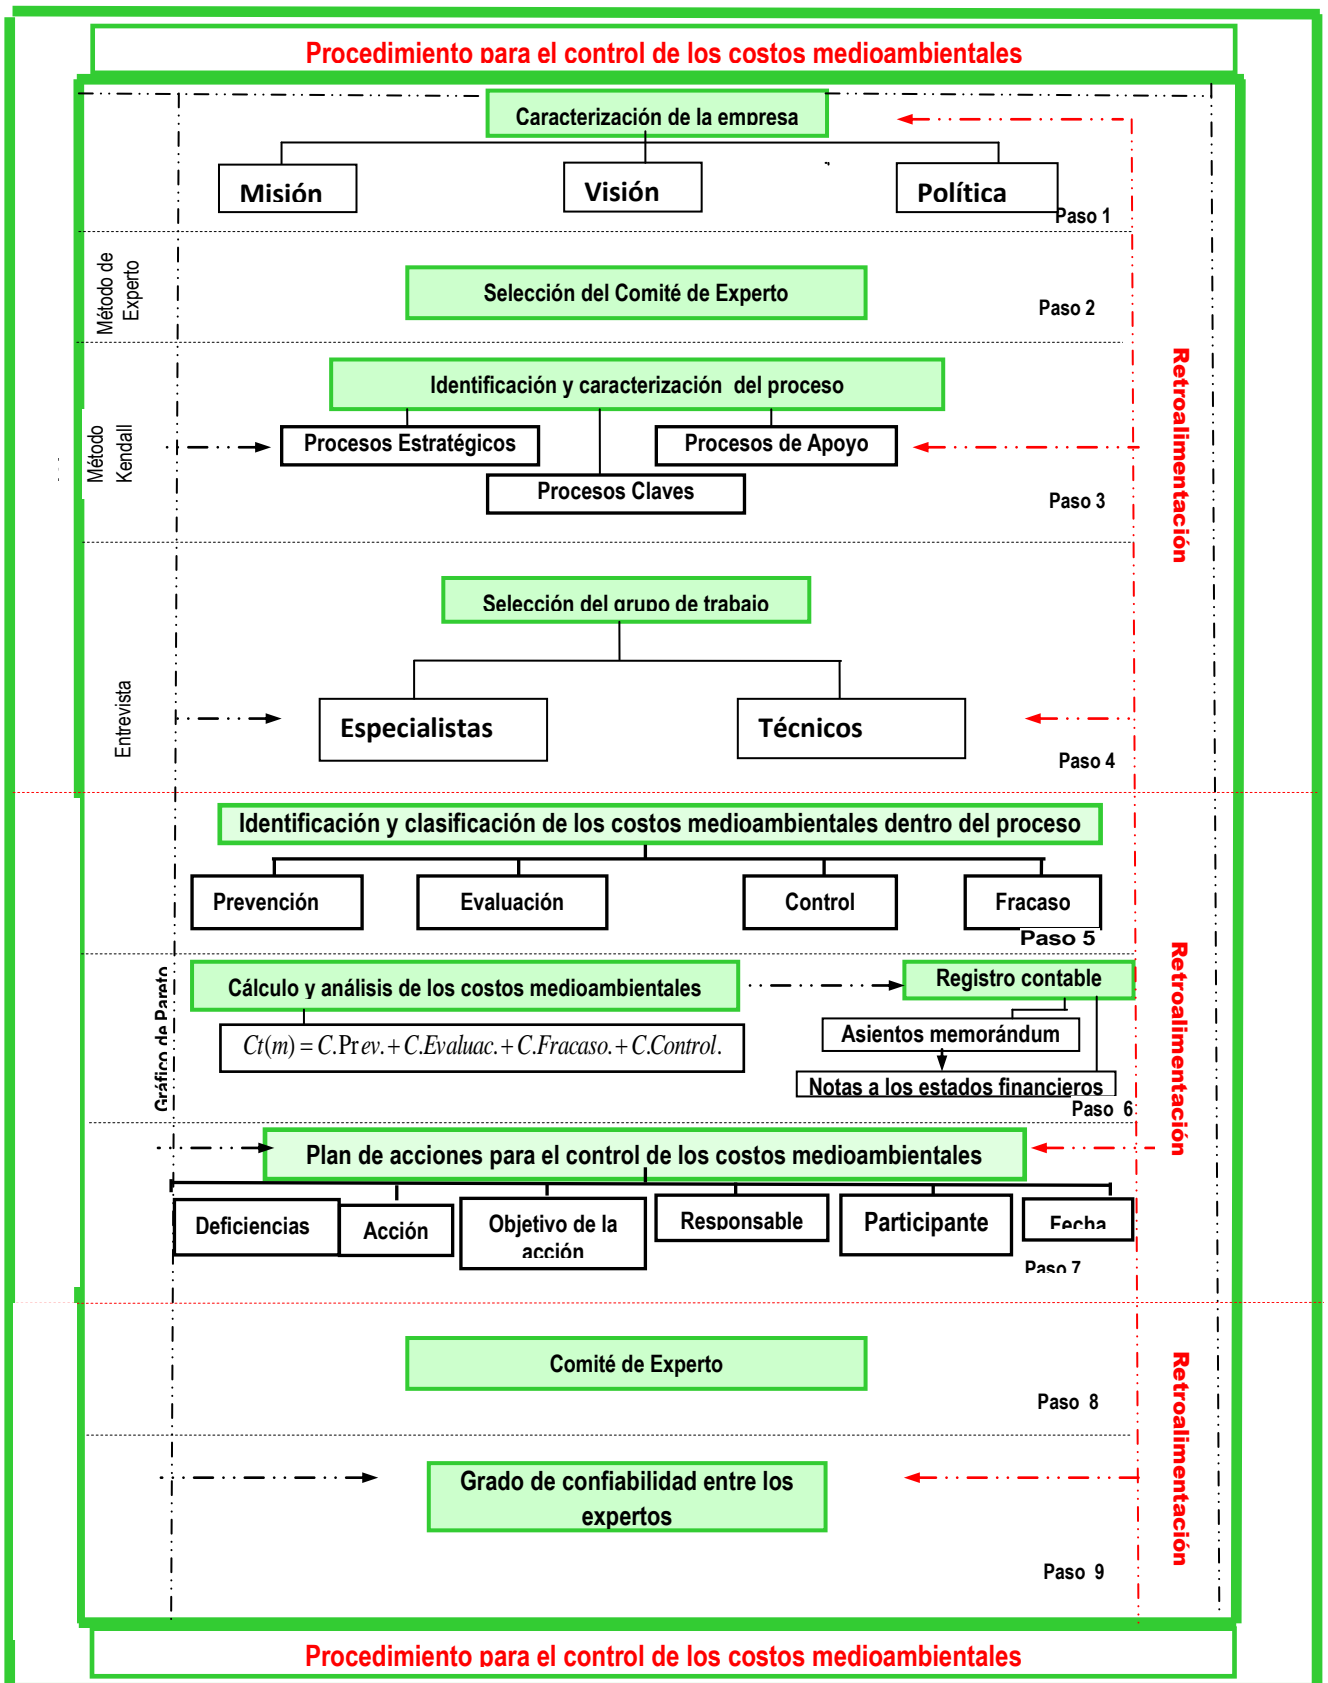 Procedimiento para el control de los costos medioambientales
Caracterización de la empresa
Misión
Visión
Política
Paso 1
Método de
Experto
Selección del Comité de Experto
Paso 2
Identificación y caracterización del proceso
Método
Kendall
Procesos Estratégicos
Procesos de Apoyo
Procesos Claves
Paso 3
Retroalimentación
Selección del grupo de trabajo
Entrevista
Especialistas
Técnicos
Paso 4
Identificación y clasificación de los costos medioambientales dentro del proceso
Prevención
Evaluación
Control
Fracaso
Paso 5
Gráfico de Pareto
Cálculo y análisis de los costos medioambientales
Registro contable
Ct(m) = C.Prev. + C.Evaluac. + C.Fracaso. + C.Control.
Asientos memorándum
Notas a los estados financieros
Paso 6
Retroalimentación
Plan de acciones para el control de los costos medioambientales
Deficiencias
Acción
Objetivo de la
acción
Responsable
Participante
Fecha
Paso 7
Comité de Experto
Paso 8
Retroalimentación
Grado de confiabilidad entre los
expertos
Paso 9
Procedimiento para el control de los costos medioambientales